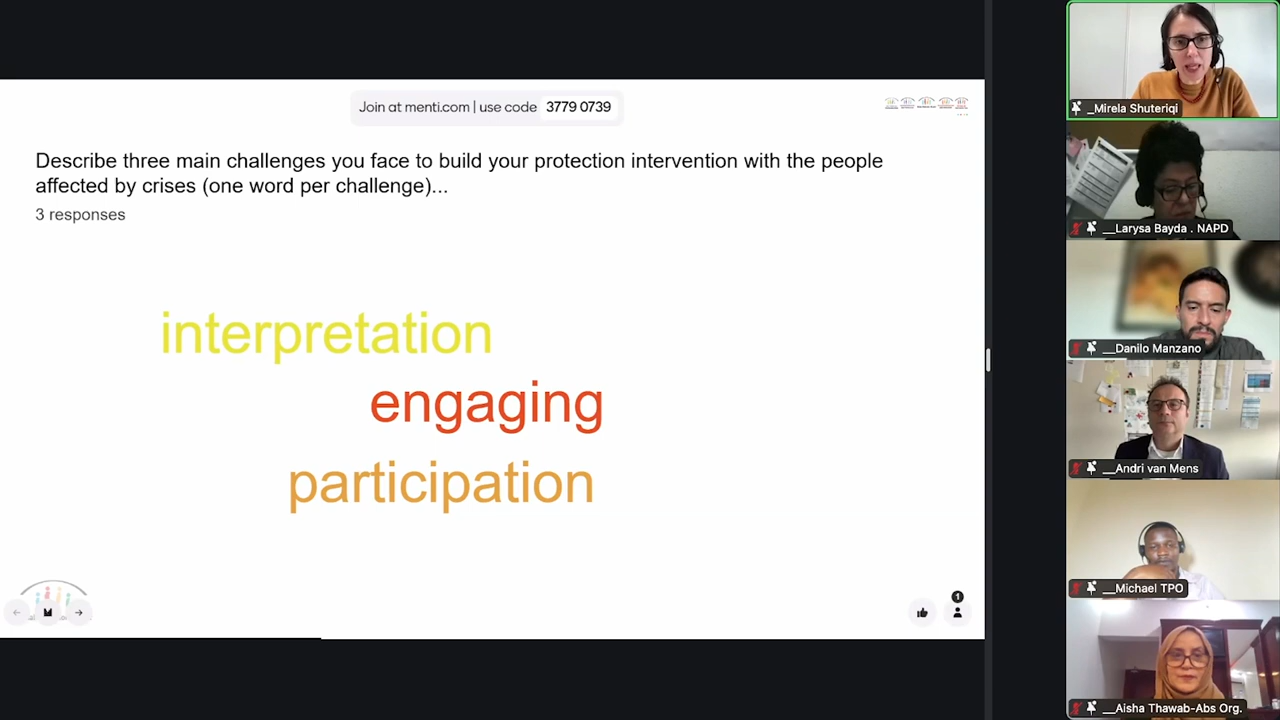 Join at menti.com | use code 3779 0739
Describe three main challenges you face to build your protection intervention with the people
affected by crises (one word per challenge)...
3 responses
interpretation
engaging
participation
1
_Mirela Shuteriqi
__Larysa Bayda . NAPD
__Danilo Manzano
__Andri van Mens
__Michael TPO
__Aisha Thawab-Abs Org.